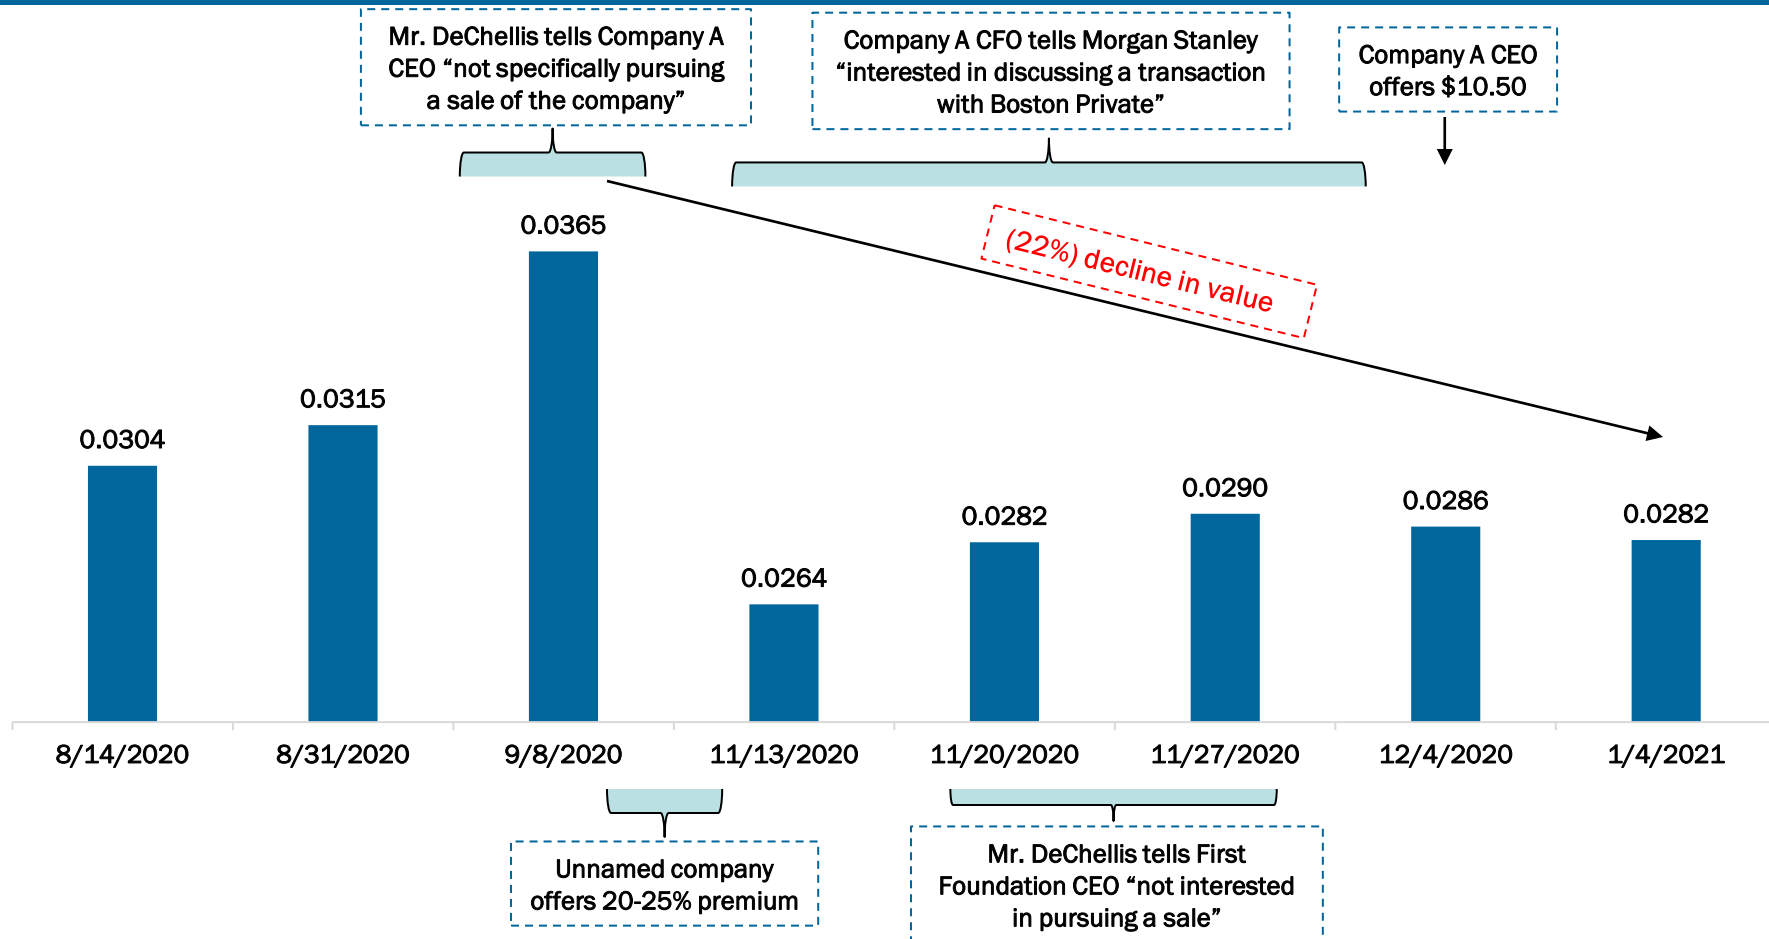 Mr. DeChellis tells Company A
CEO “not specifically pursuing
a sale of the company”
Company A CFO tells Morgan Stanley
“interested in discussing a transaction
with Boston Private”
Company A CEO
offers $10.50
(22%) decline in value
0.0304
0.0315
0.0365
0.0264
0.0282
0.0290
0.0286
0.0282
8/14/2020
8/31/2020
9/8/2020
11/13/2020
11/20/2020
11/27/2020
12/4/2020
1/4/2021
Unnamed company
offers 20-25% premium
Mr. DeChellis tells First
Foundation CEO “not interested
in pursuing a sale”